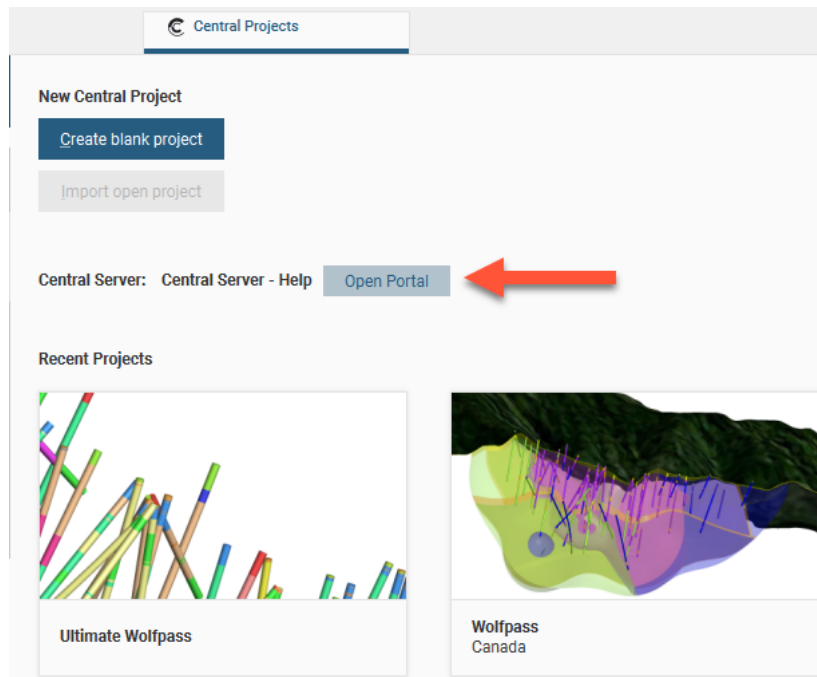 Central Projects
New Central Project
Create blank project
Import open project
Central Server: Central Server - Help Open Portal
Recent Projects
Ultimate Wolfpass
Wolfpass
Canada